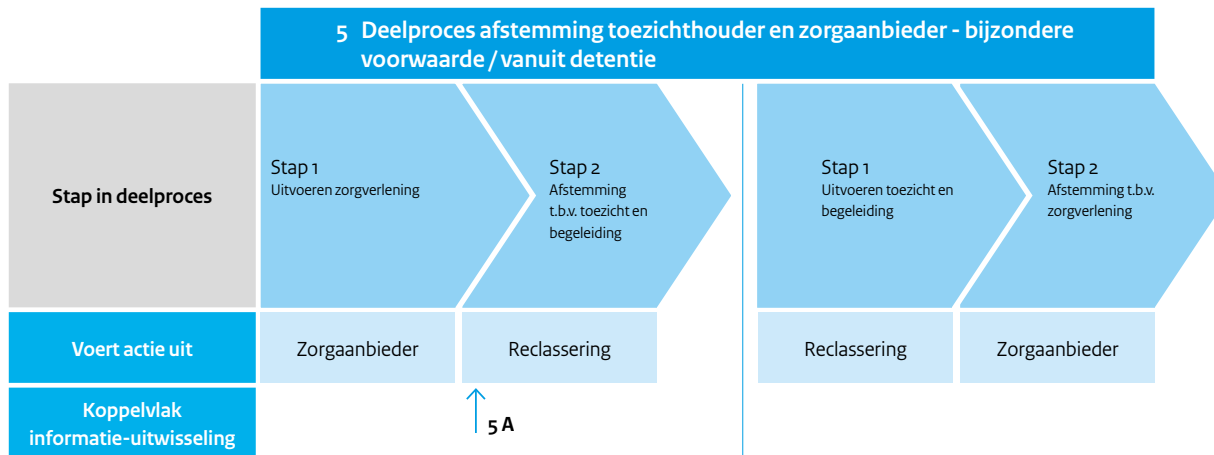 5 Deelproces afstemming toezichthouder en zorgaanbieder - bijzondere
voorwaarde / vanuit detentie
Stap in deelproces
Stap 1
Uitvoeren zorgverlening
Stap 2
Afstemming
t.b.v. toezicht en
begeleiding
Stap 1
Uitvoeren toezicht en
begeleiding
Stap 2
Afstemming t.b.v.
zorgverlening
Voert actie uit
Zorgaanbieder
Reclassering
Reclassering
Zorgaanbieder
Koppelvlak
informatie-uitwisseling
5 A